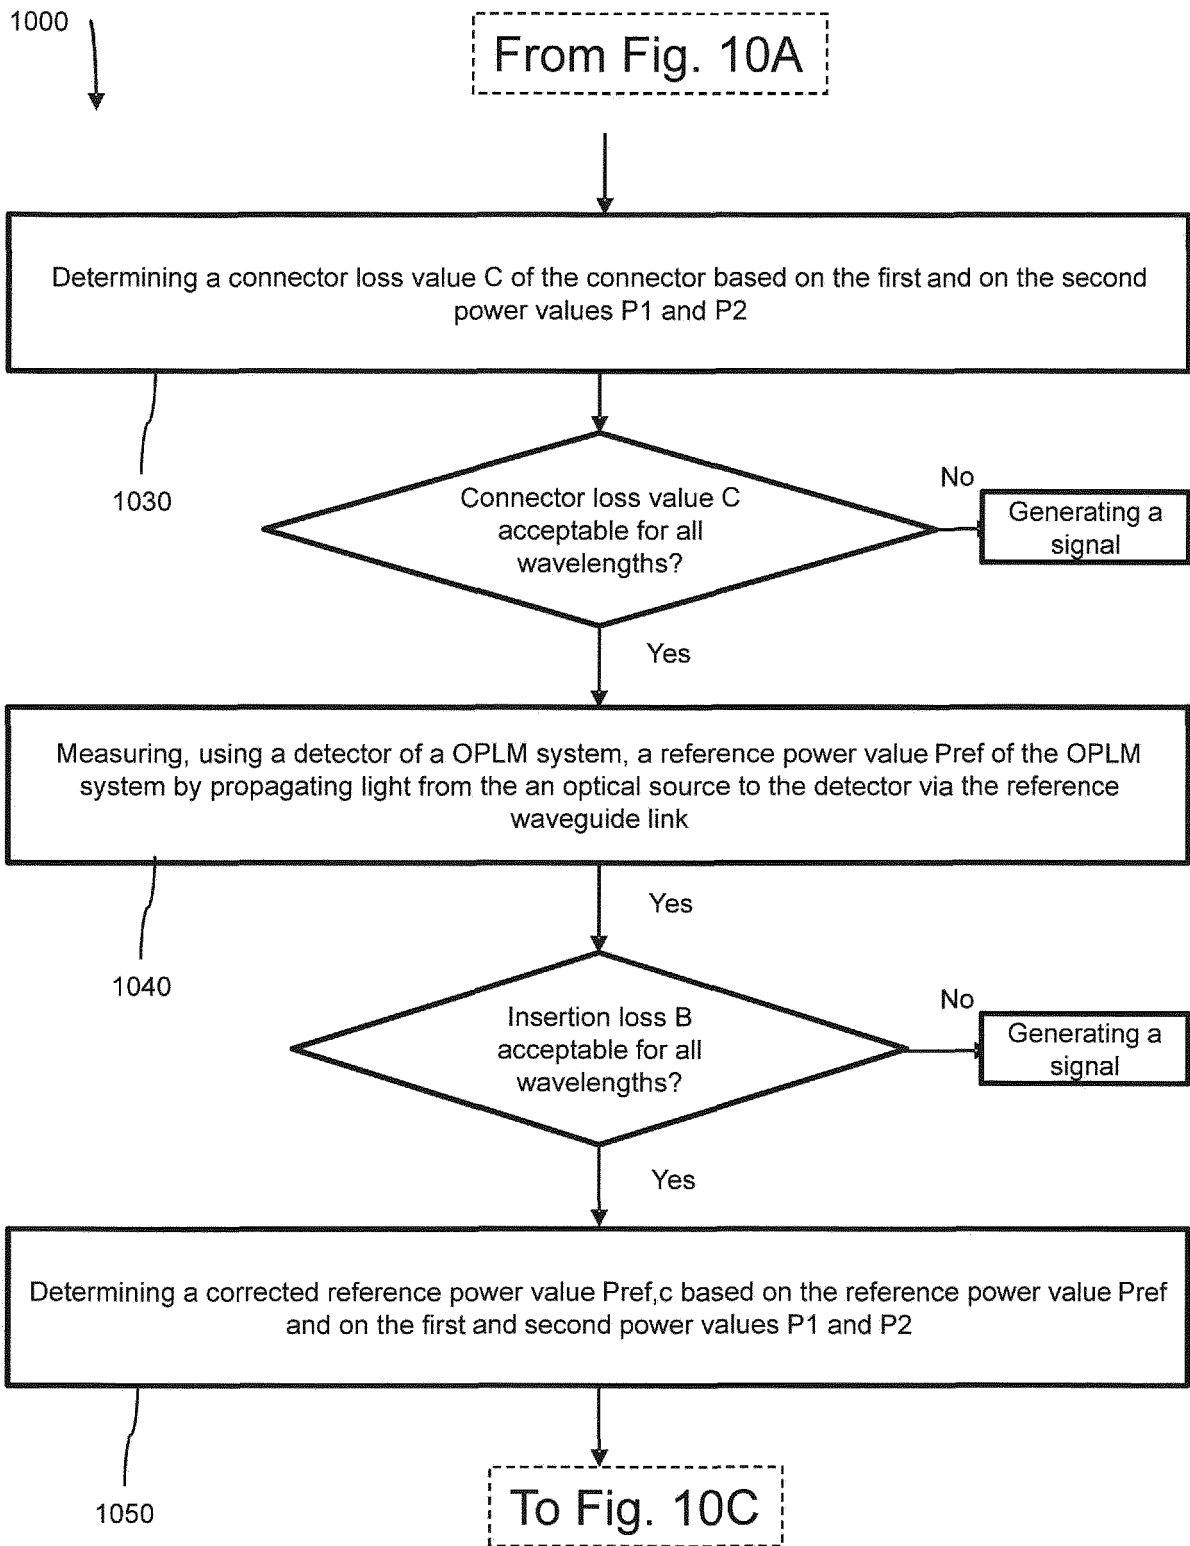 1000
From Fig. 10A
Determining a connector loss value C of the connector based on the first and on the second
power values P1 and P2
1030
Connector loss value C
acceptable for all
wavelengths?
No
Generating a
signal
Yes
Measuring, using a detector of a OPLM system, a reference power value Pref of the OPLM
system by propagating light from the an optical source to the detector via the reference
waveguide link
1040
Yes
Insertion loss B
acceptable for all
wavelengths?
No
Generating a
signal
Yes
Determining a corrected reference power value Pref,c based on the reference power value Pref
and on the first and second power values P1 and P2
1050
To Fig. 10C